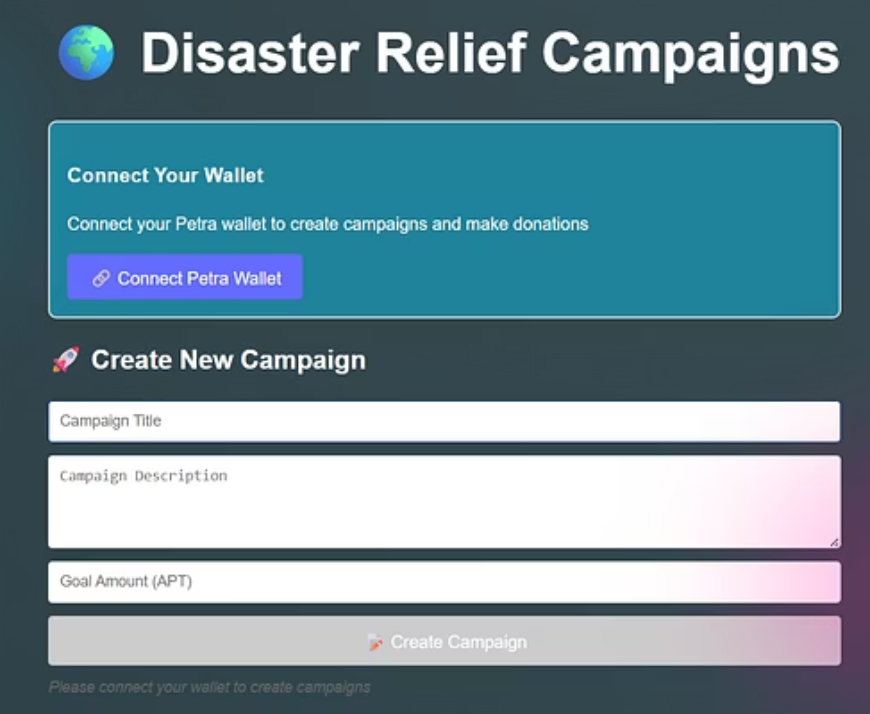 Disaster Relief Campaigns
Connect Your Wallet
Connect your Petra wallet to create campaigns and make donations
Connect Petra Wallet
Create New Campaign
Campaign Title
Campaign Description
Goal Amount (APT)
Create Campaign
Please connect your wallet to create campaigns